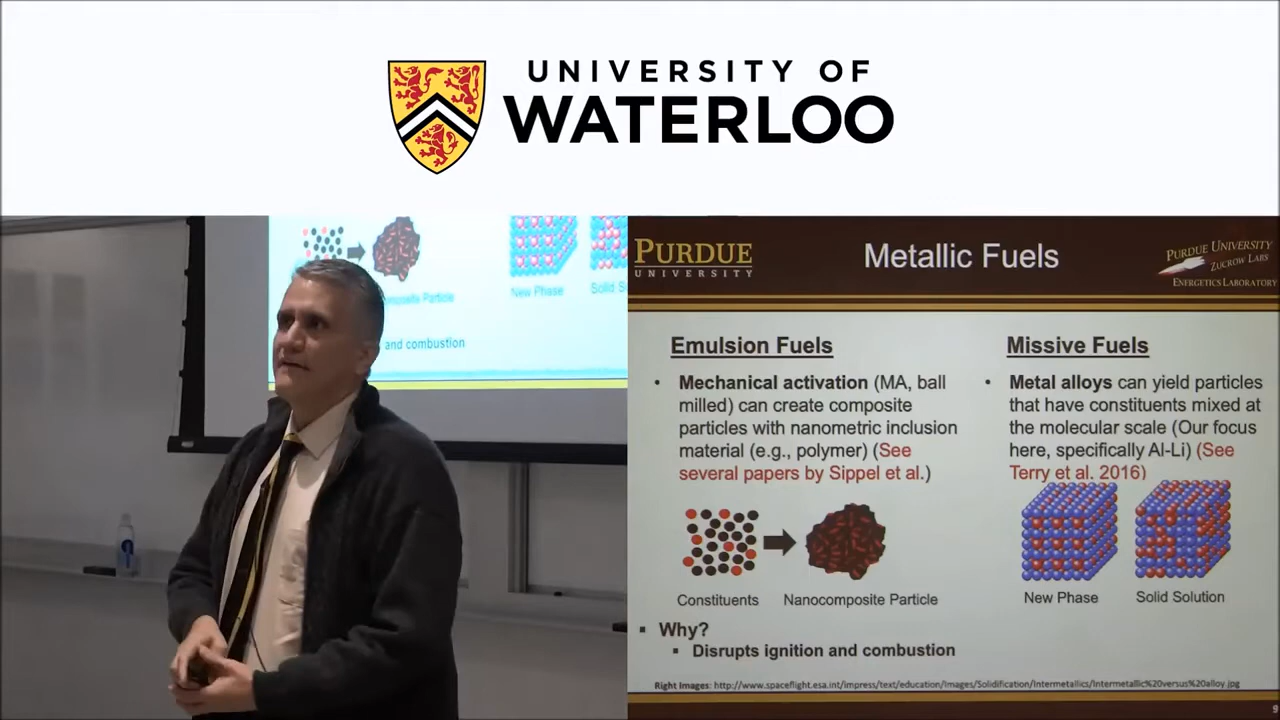 UNIVERSITY OF
WATERLOO
posite Particle
New Phase
Solid S
and combustion
PURDUE
UNIVERSITY
Metallic Fuels
PURDUE UNIVERSITY
ZUCROW LABS
ENERGETICS LABORATORY
Emulsion Fuels
• Mechanical activation (MA, ball
milled) can create composite
particles with nanometric inclusion
material (e.g., polymer) (See
several papers by Sippel et al.)
Constituents
Nanocomposite Particle
Missive Fuels
• Metal alloys can yield particles
that have constituents mixed at
the molecular scale (Our focus
here, specifically Al-Li) (See
Terry et al. 2016)
New Phase
Solid Solution
▪ Why?
▪ Disrupts ignition and combustion
Right Images: http://www.spaceflight.esa.int/impress/text/education/Images/Solidification/Intermetallics/Intermetallic%20versus%20alloy.jpg
9